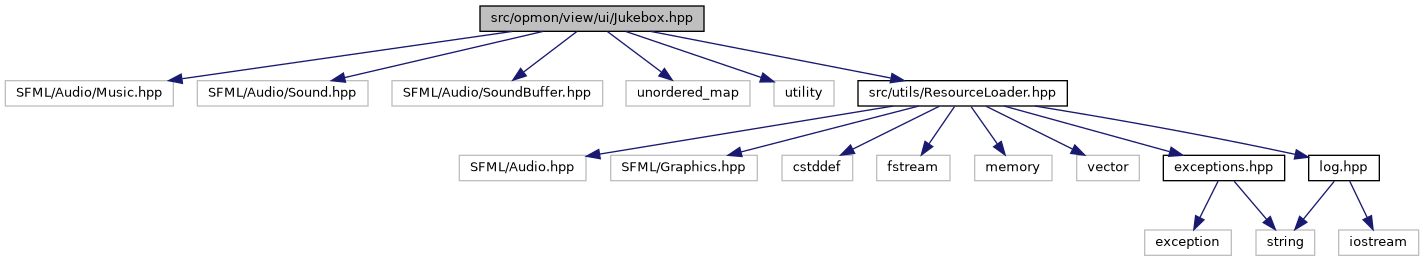 src/opmon/view/ui/Jukebox.hpp
SFML/Audio/Music.hpp
SFML/Audio/Sound.hpp
SFML/Audio/SoundBuffer.hpp
unordered_map
utility
src/utils/ResourceLoader.hpp
SFML/Audio.hpp
SFML/Graphics.hpp
cstddef
fstream
memory
vector
exceptions.hpp
log.hpp
exception
string
iostream